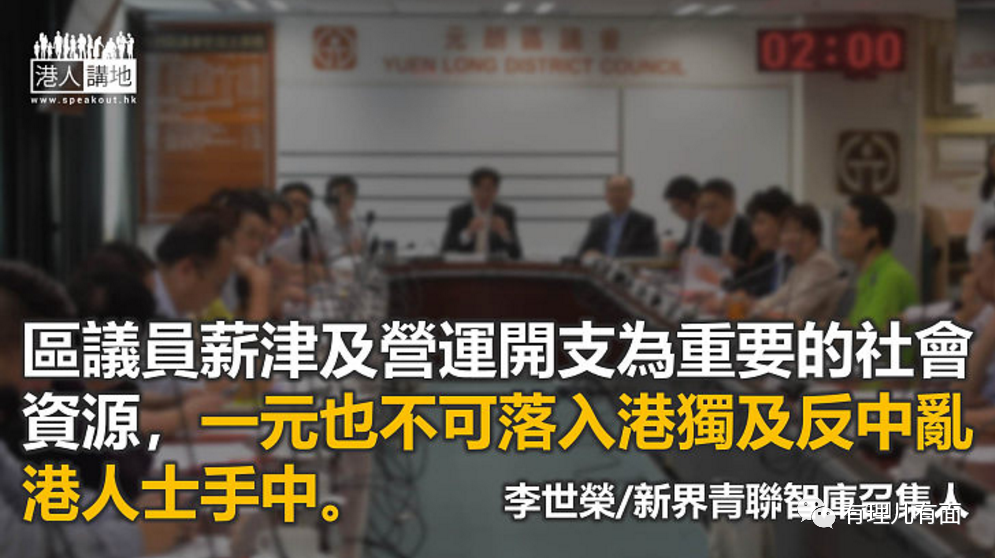 港人講地
www.speakout.hk
元朗區議會
YUEN LONG DISTRICT COUNCIL
02:00
區議員薪津及營運開支為重要的社會
資源，一元也不可落入港獨及反中亂
港人士手中。
李世榮/新界青聯智庫召集人
有理儿有面